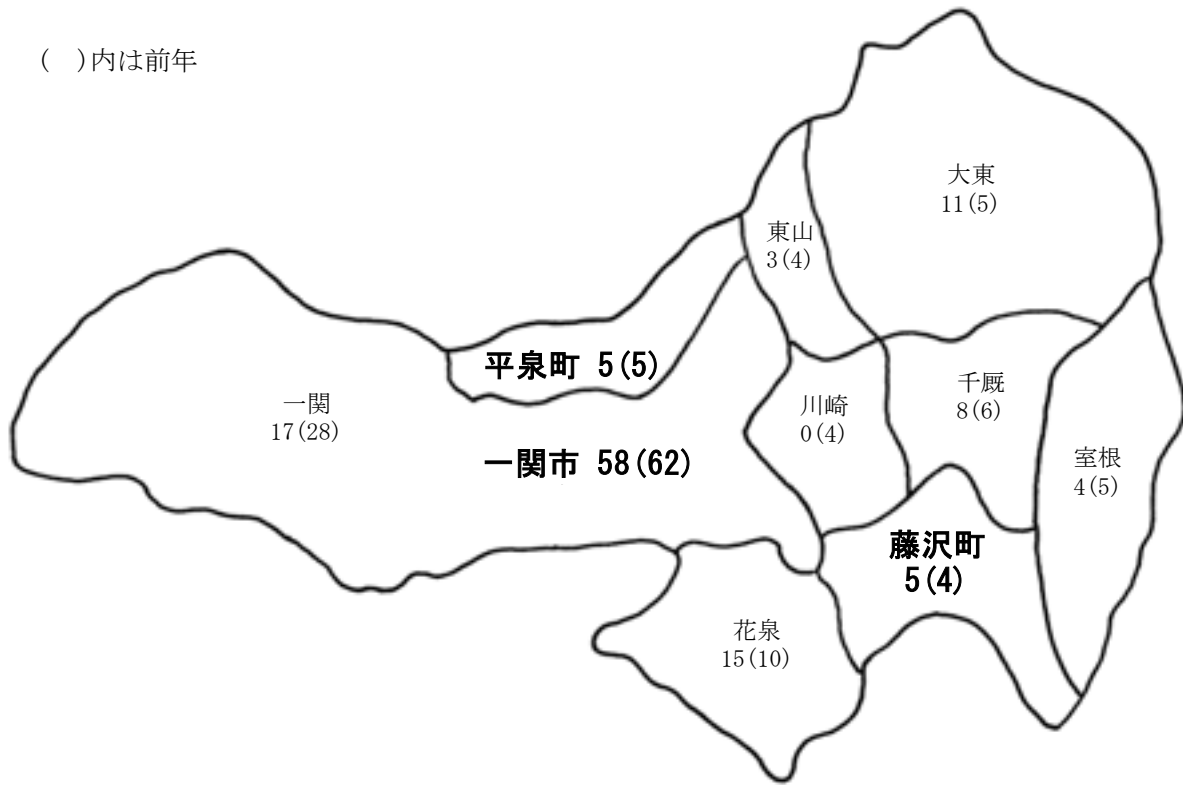 (　)内は前年
大東
11(5)
東山
3(4)
平泉町 5(5)
一関
17(28)
川崎
0(4)
千厩
8(6)
一関市 58(62)
室根
4(5)
藤沢町
5(4)
花泉
15(10)